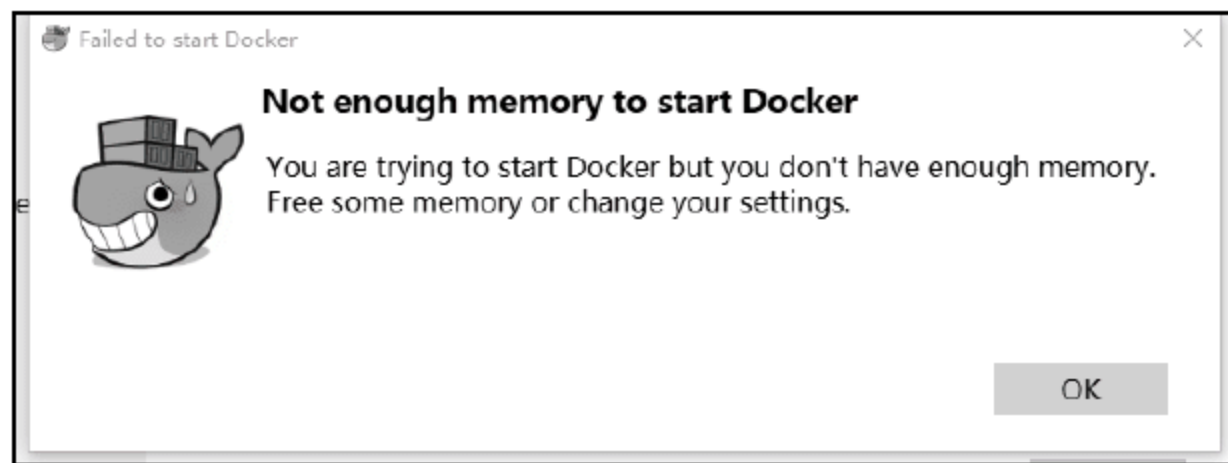 Failed to start Docker
Not enough memory to start Docker
You are trying to start Docker but you don't have enough memory.
Free some memory or change your settings.
e
OK